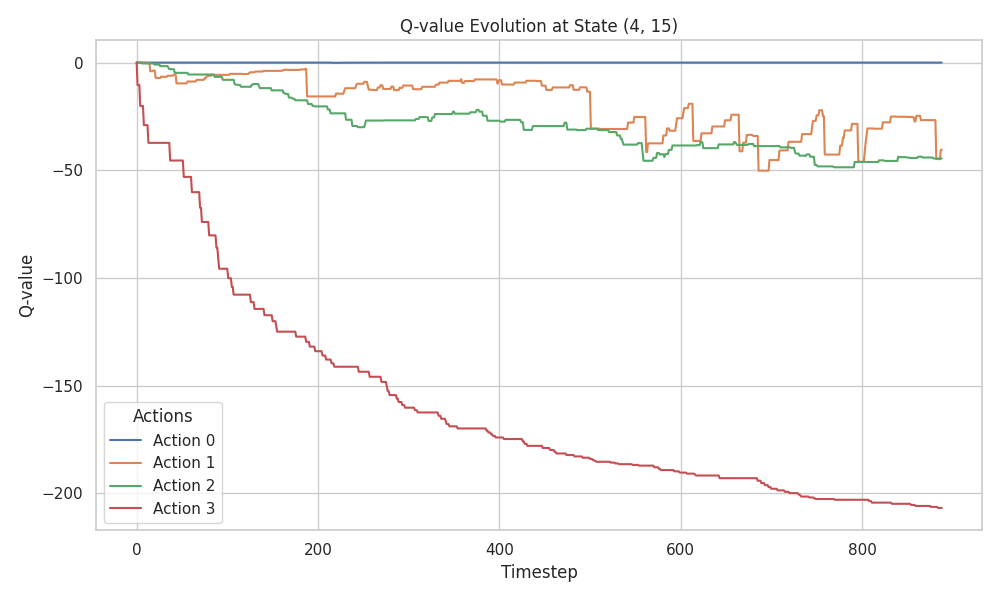 Q-value Evolution at State (4, 15)
Q-value
0
−50
−100
−150
−200
Actions
Action 0
Action 1
Action 2
Action 3
0
200
400
600
800
Timestep